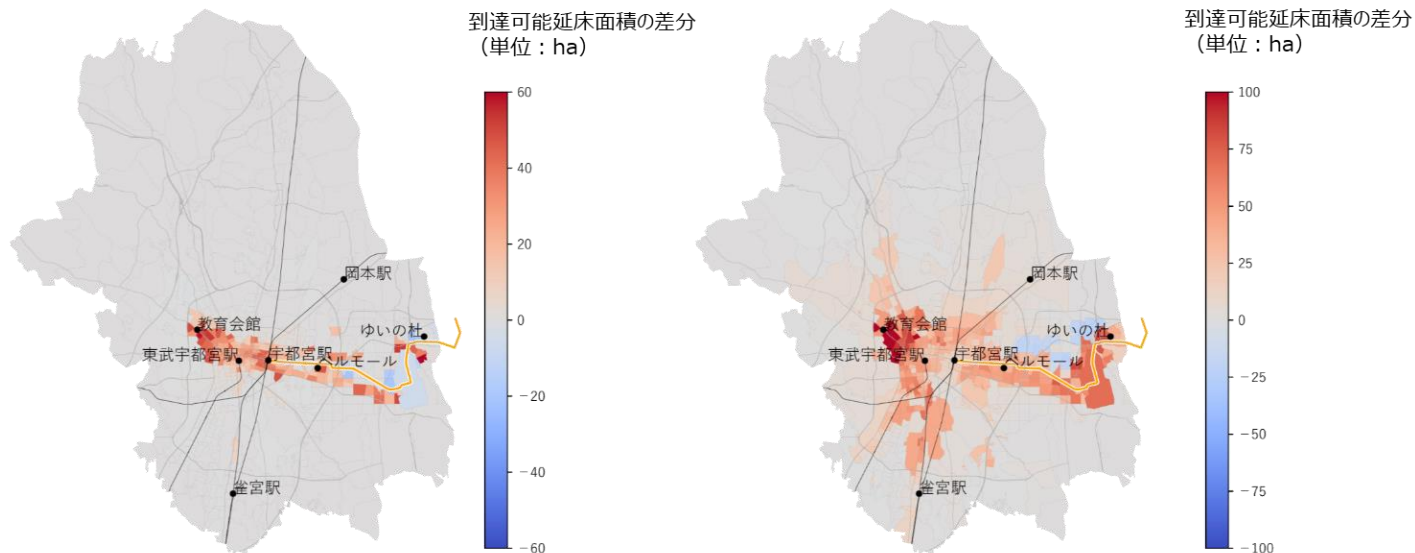 到達可能延床面積の差分
（単位：ha）
60
40
20
0
−20
−40
−60
岡本駅
教育会館
ゆいの杜
東武宇都宮駅
宇都宮駅
ベルモール
雀宮駅
到達可能延床面積の差分
（単位：ha）
100
75
50
25
0
−25
−50
−75
−100
岡本駅
教育会館
ゆいの杜
東武宇都宮駅
宇都宮駅
ベルモール
雀宮駅